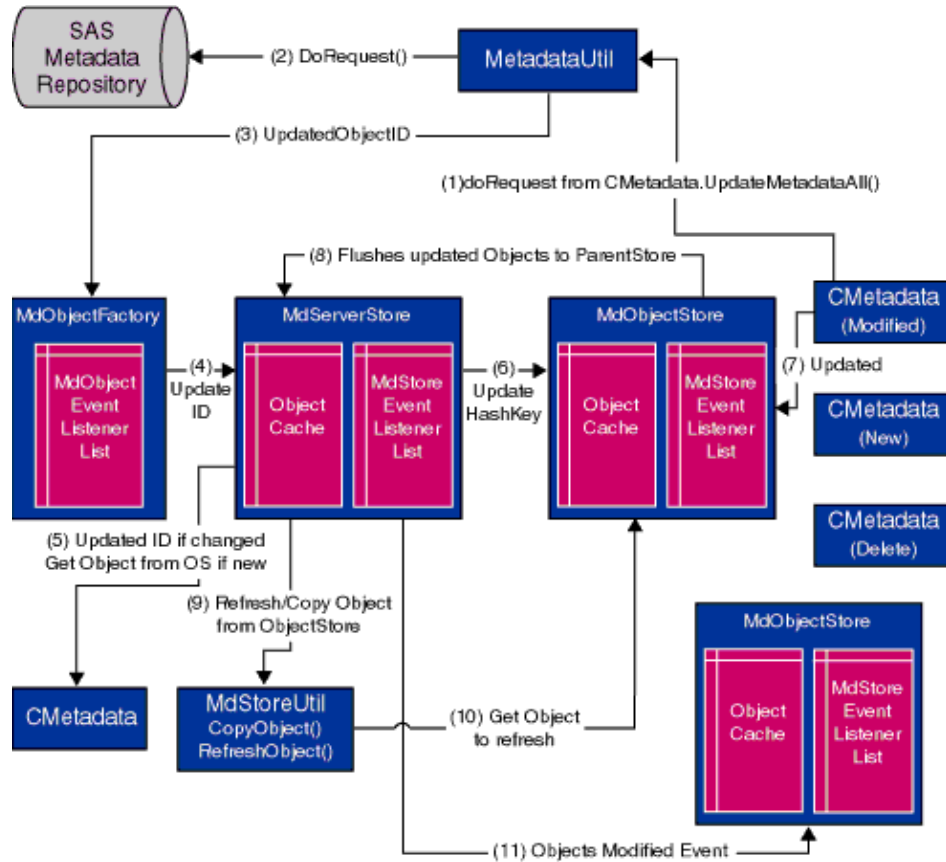 SAS
Metadata
Repository
(2) DoRequest()
MetadataUtil
(3) UpdatedObjectID
(1)doRequest from CMetadata.UpdateMetadataAll()
(8) Flushes updated Objects to ParentStore
MdObjectFactory
MdObject
Event
Listener
List
(4)
Update
ID
MdServerStore
Object
Cache
MdStore
Event
Listener
List
(6)
Update
HashKey
MdObjectStore
Object
Cache
MdStore
Event
Listener
List
CMetadata
(Modified)
(7) Updated
CMetadata
(New)
CMetadata
(Delete)
(5) Updated ID if changed
Get Object from OS if new
(9) Refresh/Copy Object
from ObjectStore
CMetadata
MdStoreUtil
CopyObject()
RefreshObject()
(10) Get Object
to refresh
MdObjectStore
Object
Cache
MdStore
Event
Listener
List
(11) Objects Modified Event